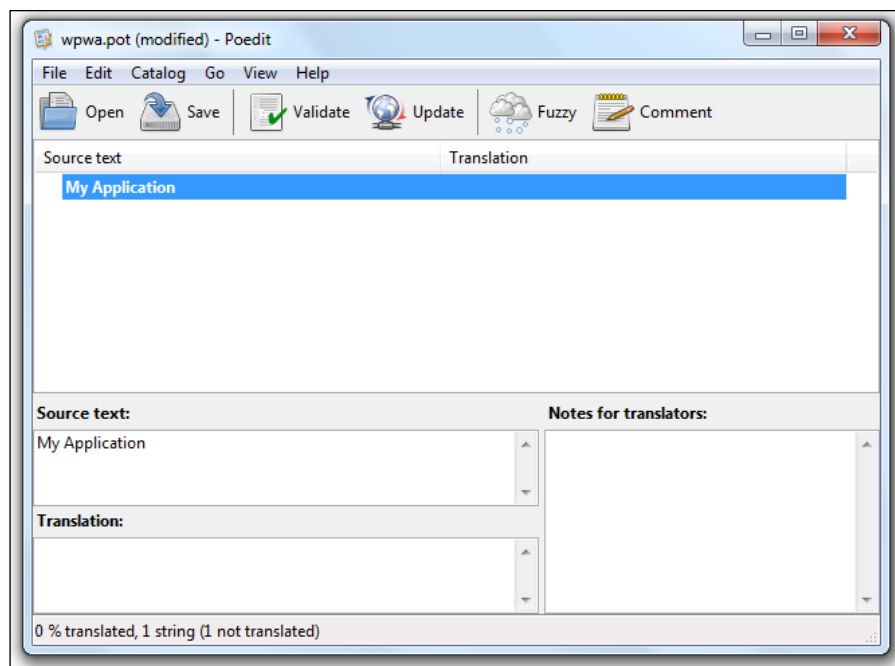 wpwa.pot (modified) - Poedit
File Edit Catalog Go View Help
Open Save Validate Update Fuzzy Comment
Source text Translation
My Application
Source text: Notes for translators:
My Application
Translation:
0 % translated, 1 string (1 not translated)